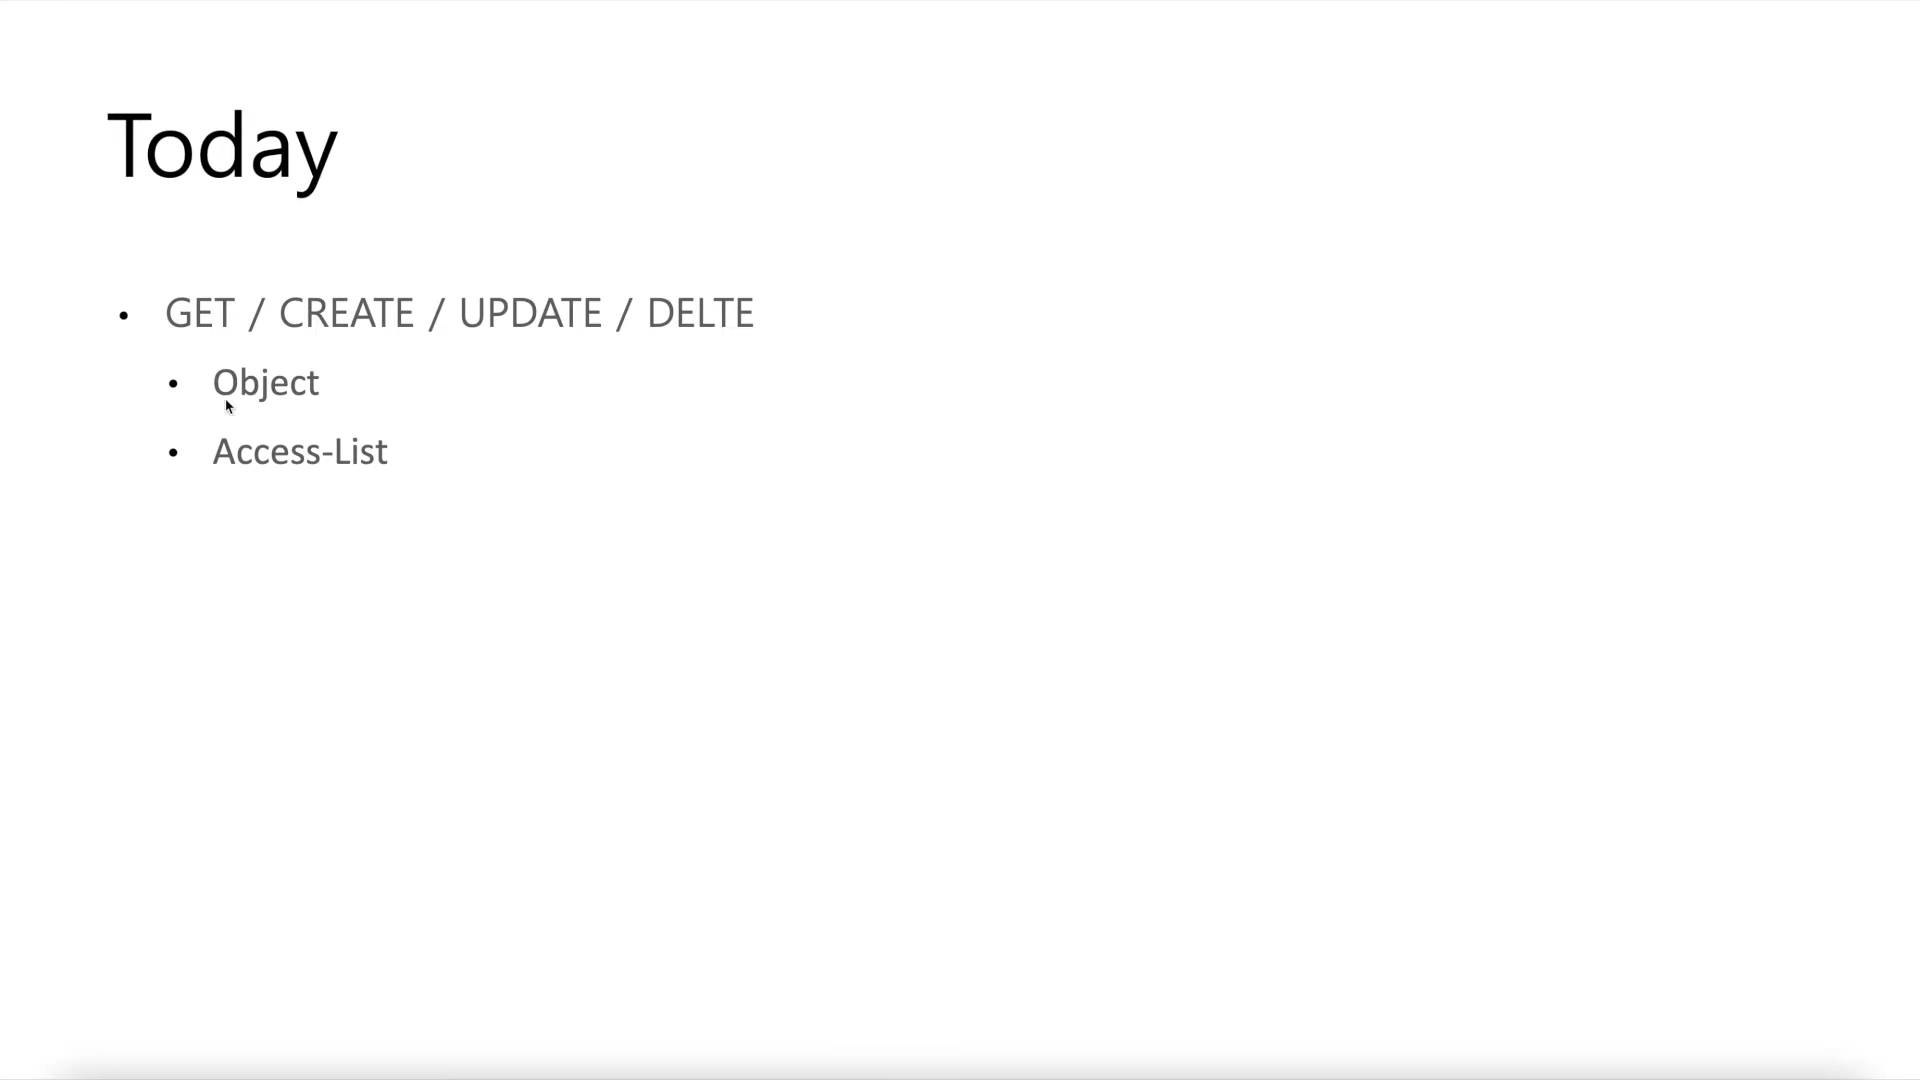 Today
• GET / CREATE / UPDATE / DELTE
• Object
• Access-List